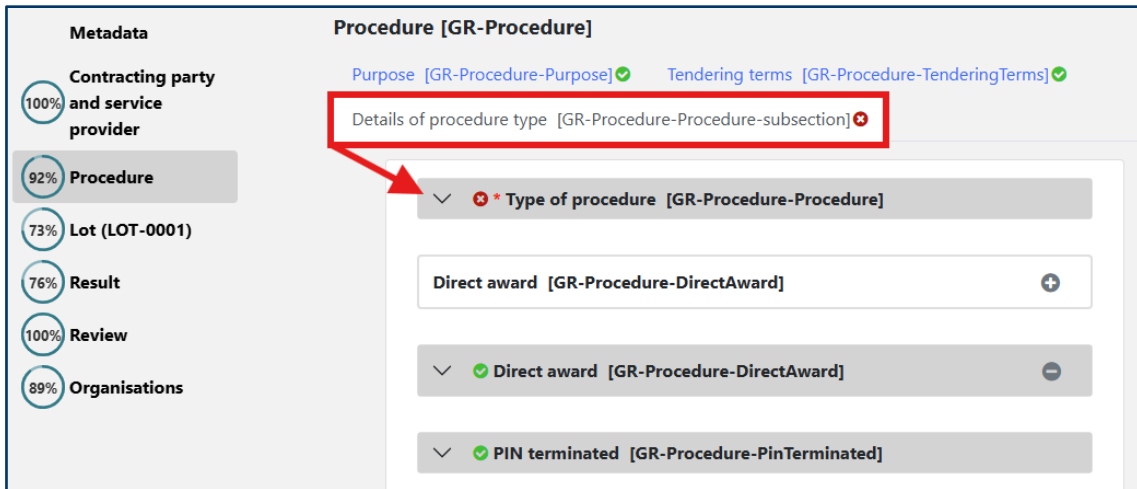 Metadata
100% Contracting party
and service
provider
92% Procedure
73% Lot (LOT-0001)
76% Result
100% Review
89% Organisations
Procedure [GR-Procedure]
Purpose [GR-Procedure-Purpose] Tendering terms [GR-Procedure-TenderingTerms]
Details of procedure type [GR-Procedure-Procedure-subsection]
* Type of procedure [GR-Procedure-Procedure]
Direct award [GR-Procedure-DirectAward]
Direct award [GR-Procedure-DirectAward]
PIN terminated [GR-Procedure-PinTerminated]